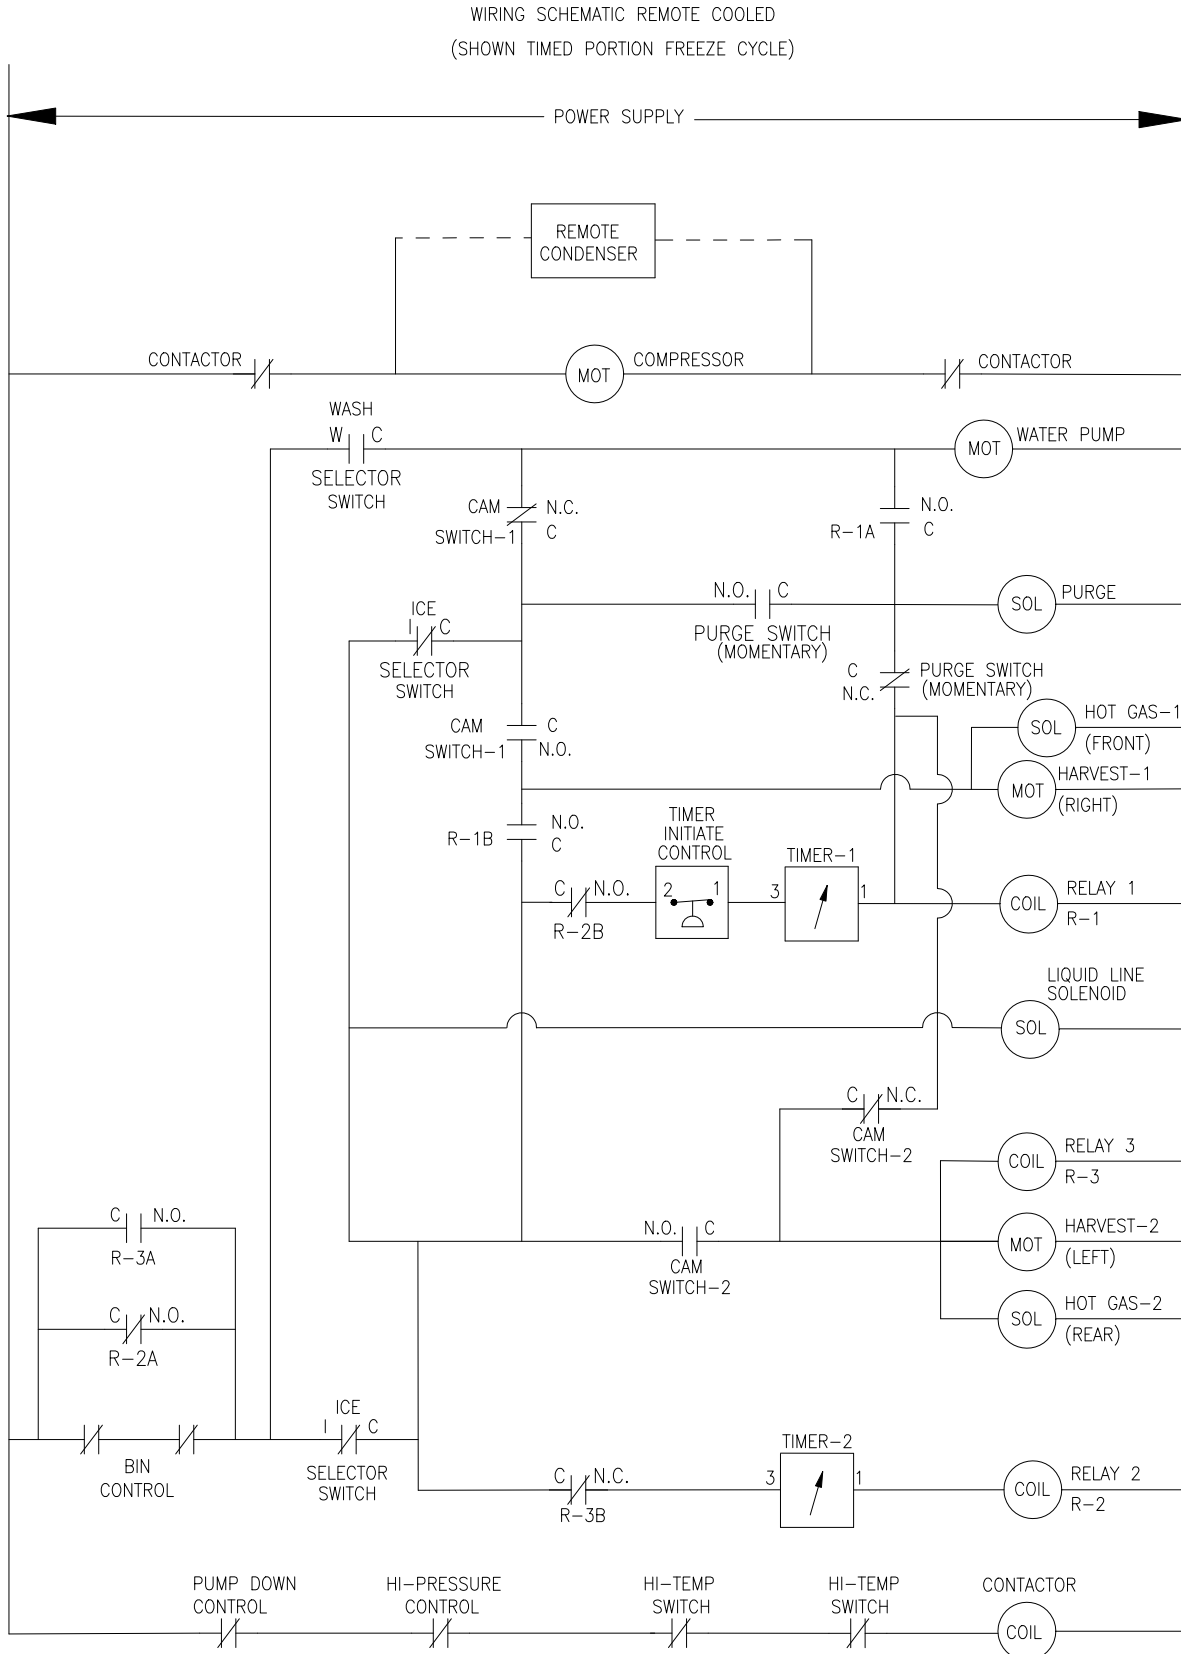 WIRING SCHEMATIC REMOTE COOLED
(SHOWN TIMED PORTION FREEZE CYCLE)
POWER SUPPLY
REMOTE
CONDENSER
CONTACTOR
MOT
COMPRESSOR
CONTACTOR
WASH
W C
SELECTOR
SWITCH
MOT
WATER PUMP
CAM
SWITCH-1
N.C.
C
R-1A
N.O.
C
N.O. C
PURGE SWITCH
(MOMENTARY)
SOL
PURGE
ICE
I C
SELECTOR
SWITCH
C
N.C.
PURGE SWITCH
(MOMENTARY)
CAM
SWITCH-1
C
N.O.
SOL
HOT GAS-1
(FRONT)
MOT
HARVEST-1
(RIGHT)
R-1B
N.O.
C
TIMER
INITIATE
CONTROL
2 1
TIMER-1
3 1
C N.O.
R-2B
COIL
RELAY 1
R-1
LIQUID LINE
SOLENOID
SOL
C N.C.
CAM
SWITCH-2
COIL
RELAY 3
R-3
C N.O.
R-3A
N.O. C
CAM
SWITCH-2
MOT
HARVEST-2
(LEFT)
C N.O.
R-2A
SOL
HOT GAS-2
(REAR)
BIN
CONTROL
ICE
I C
SELECTOR
SWITCH
C N.C.
R-3B
TIMER-2
3 1
COIL
RELAY 2
R-2
PUMP DOWN
CONTROL
HI-PRESSURE
CONTROL
HI-TEMP
SWITCH
HI-TEMP
SWITCH
CONTACTOR
COIL